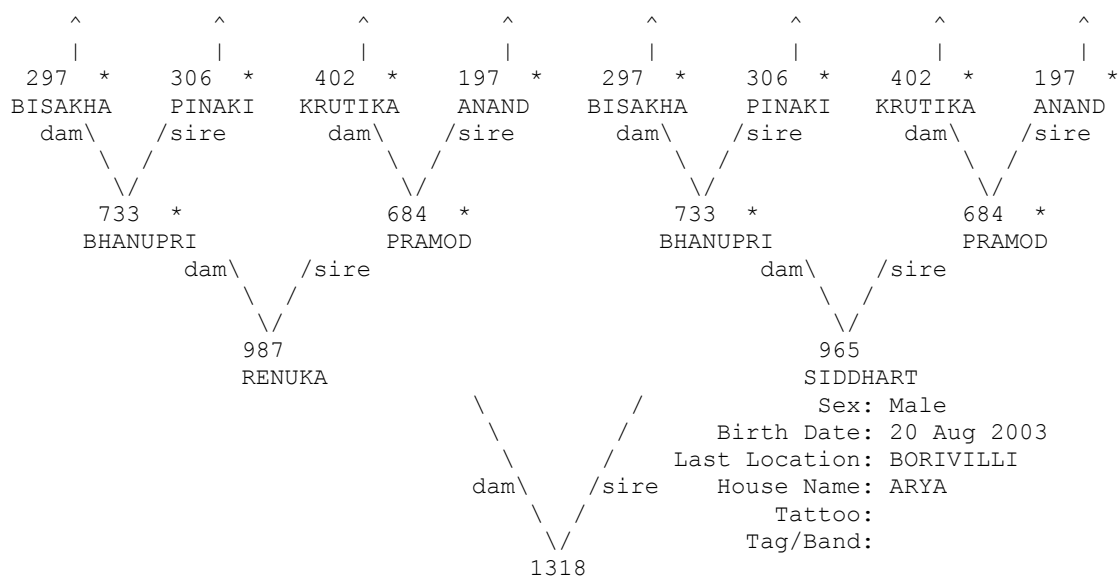 ^ ^ ^ ^ ^ ^ ^ ^
| | | | | | | |
297 * 306 * 402 * 197 * 297 * 306 * 402 * 197 *
BISAKHA PINAKI KRUTIKA ANAND BISAKHA PINAKI KRUTIKA ANAND
dam\ /sire dam\ /sire dam\ /sire dam\ /sire
\ / \ / \ / \ /
\/ \/ \/ \/
733 * 684 * 733 * 684 *
BHANUPRI PRAMOD BHANUPRI PRAMOD
dam\ /sire dam\ /sire
\ / \ /
\/ \/
987 965
RENUKA SIDDHART
\ / Sex: Male
\ / Birth Date: 20 Aug 2003
\ / Last Location: BORIVILLI
dam\ /sire House Name: ARYA
\ / Tattoo:
\/ Tag/Band:
1318